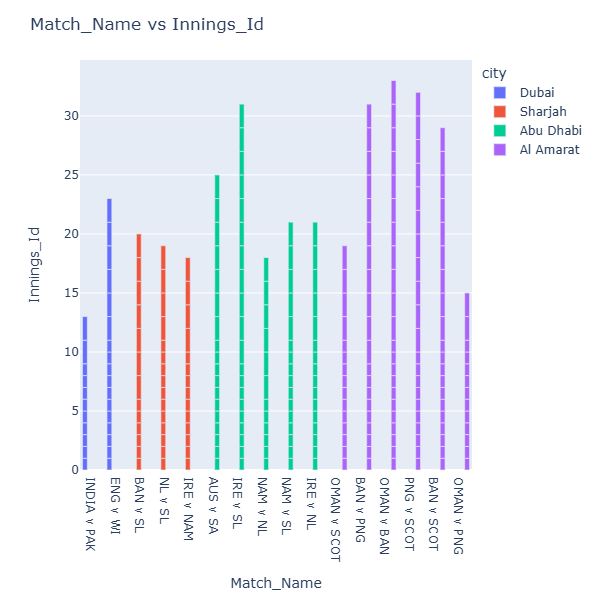 Match_Name vs Innings_Id
city
Dubai
Sharjah
Abu Dhabi
Al Amarat
30
25
20
15
10
5
0
Innings_Id
INDIA v PAK
ENG v WI
BAN v SL
NL v SL
IRE v NAM
AUS v SA
IRE v SL
NAM v NL
NAM v SL
IRE v NL
OMAN v SCOT
BAN v PNG
OMAN v BAN
PNG v SCOT
BAN v SCOT
OMAN v PNG
Match_Name